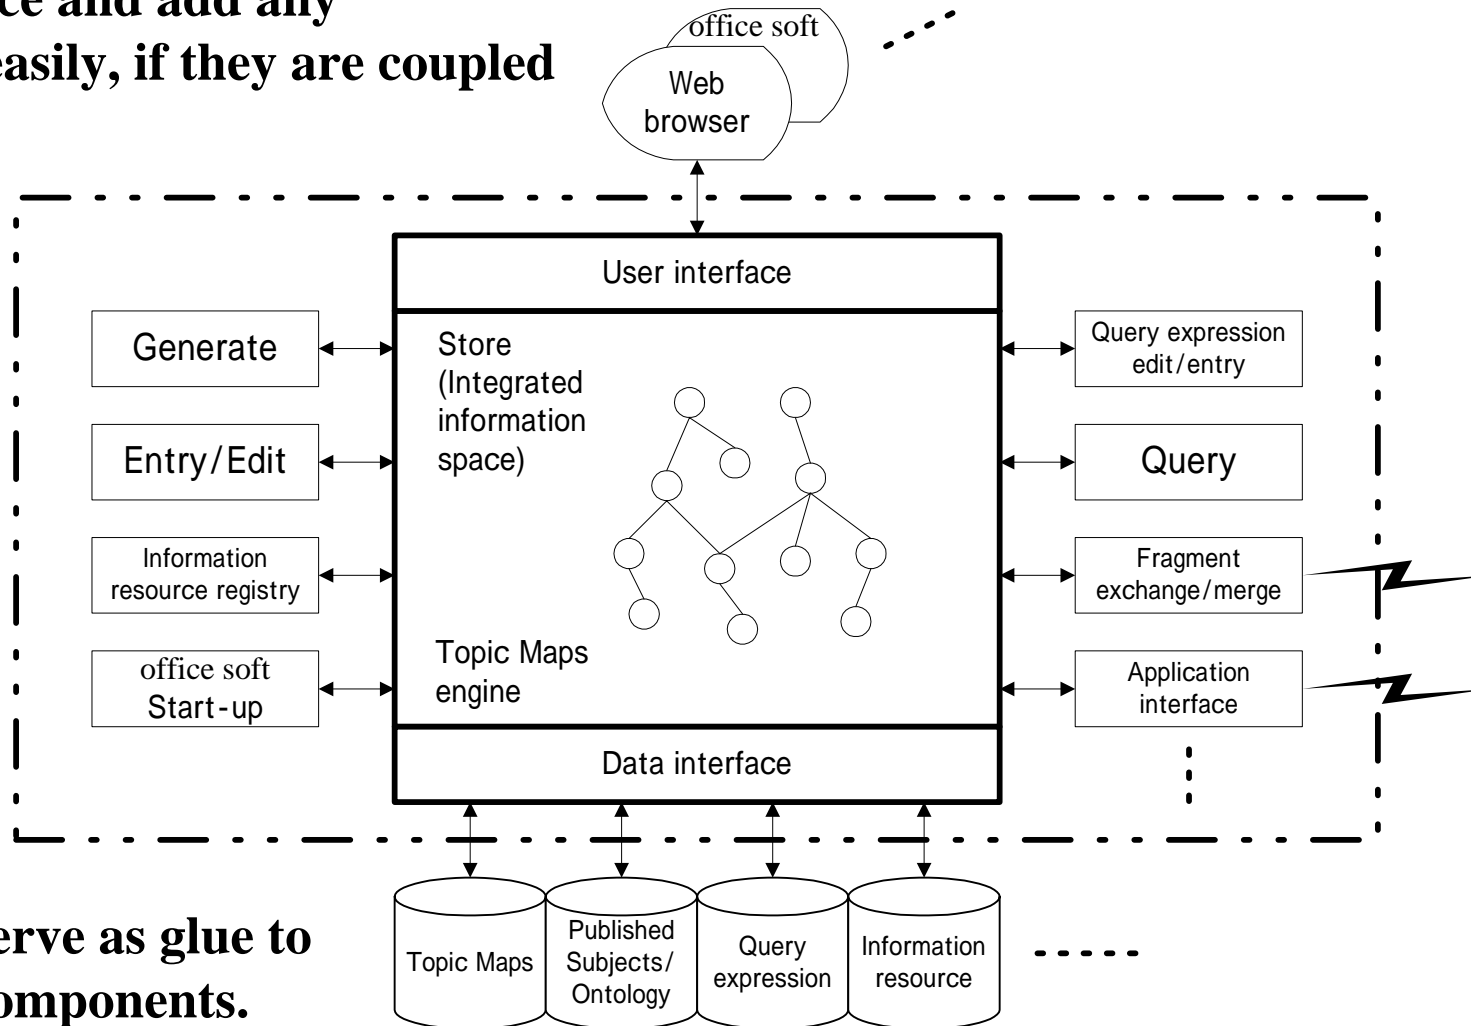 ce and add any
easily, if they are coupled
office soft
Web
browser
User interface
Generate
Entry/Edit
Information
resource registry
office soft
Start-up
Store
(Integrated
information
space)
Topic Maps
engine
Query expression
edit/entry
Query
Fragment
exchange/merge
Application
interface
Data interface
Topic Maps
Published
Subjects/
Ontology
Query
expression
Information
resource
erve as glue to
omponents.